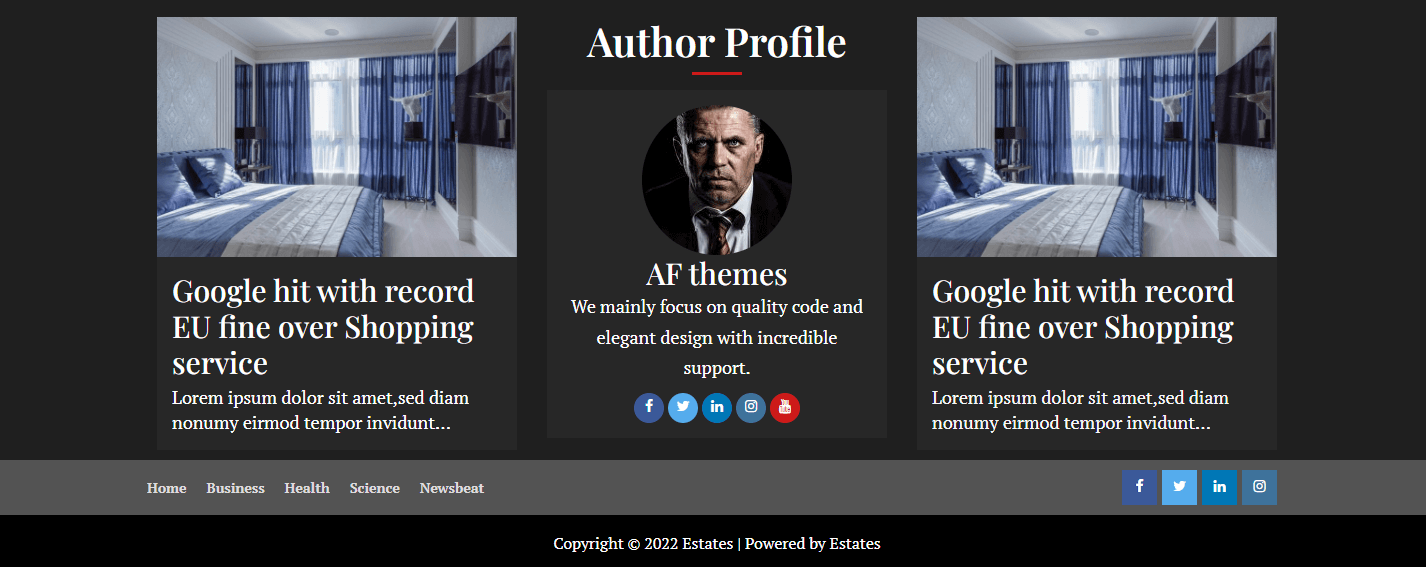 Google hit with record
EU fine over Shopping
service
Lorem ipsum dolor sit amet,sed diam
nonumy eirmod tempor invidunt...
Author Profile
AF themes
We mainly focus on quality code and
elegant design with incredible
support.
Google hit with record
EU fine over Shopping
service
Lorem ipsum dolor sit amet,sed diam
nonumy eirmod tempor invidunt...
Home Business Health Science Newsbeat
Copyright © 2022 Estates | Powered by Estates